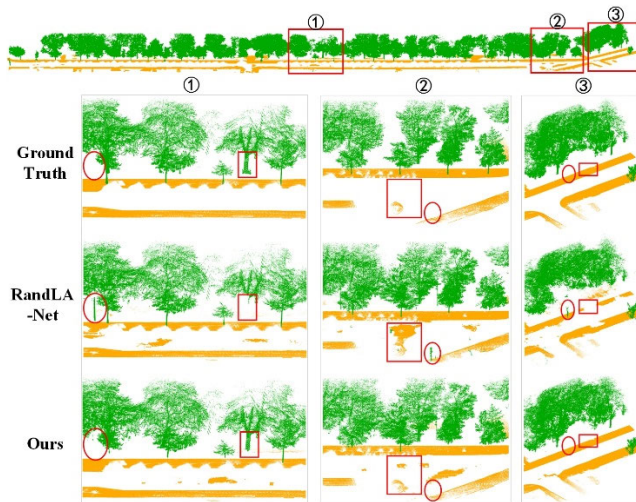 ① ② ③
① ② ③
Ground
Truth
RandLA
-Net
Ours